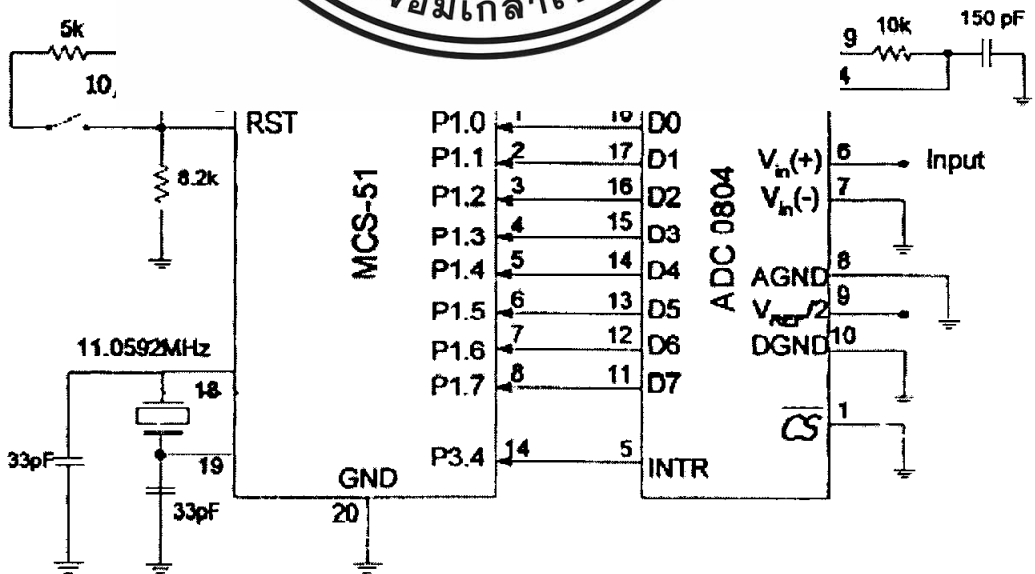 5k
9
10k
150 pF
10
4
RST
P1.0
1
D0
P1.1
2
17
D1
V_in(+)
6
Input
8.2k
P1.2
3
16
D2
V_in(-)
7
MCS-51
ADC 0804
P1.3
4
15
D3
P1.4
5
14
D4
AGND
8
P1.5
6
13
D5
V_REF/2
9
11.0592MHz
P1.6
7
12
D6
DGND
10
18
P1.7
8
11
D7
CS
1
33pF
19
P3.4
14
5
INTR
GND
33pF
20